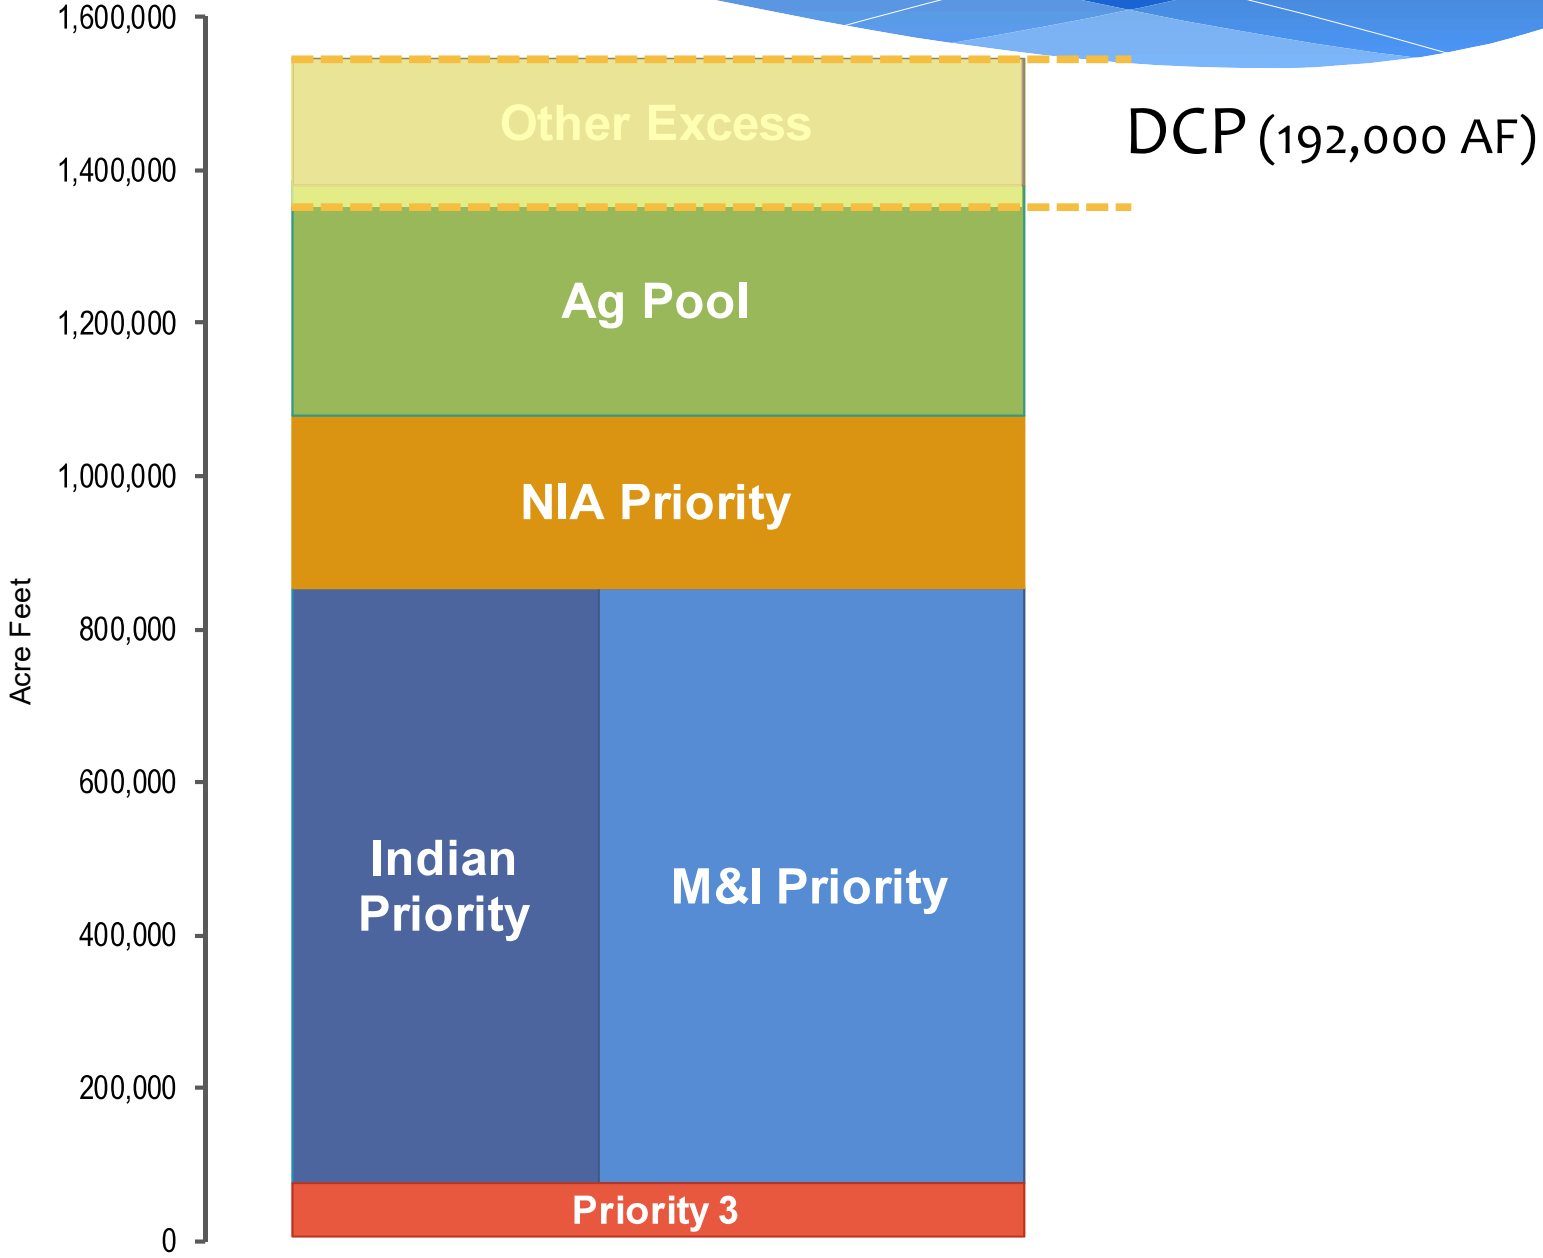 1,600,000
1,400,000
1,200,000
1,000,000
800,000
600,000
400,000
200,000
0
Acre Feet
Other Excess
Ag Pool
NIA Priority
Indian
Priority
M&I Priority
Priority 3
DCP (192,000 AF)